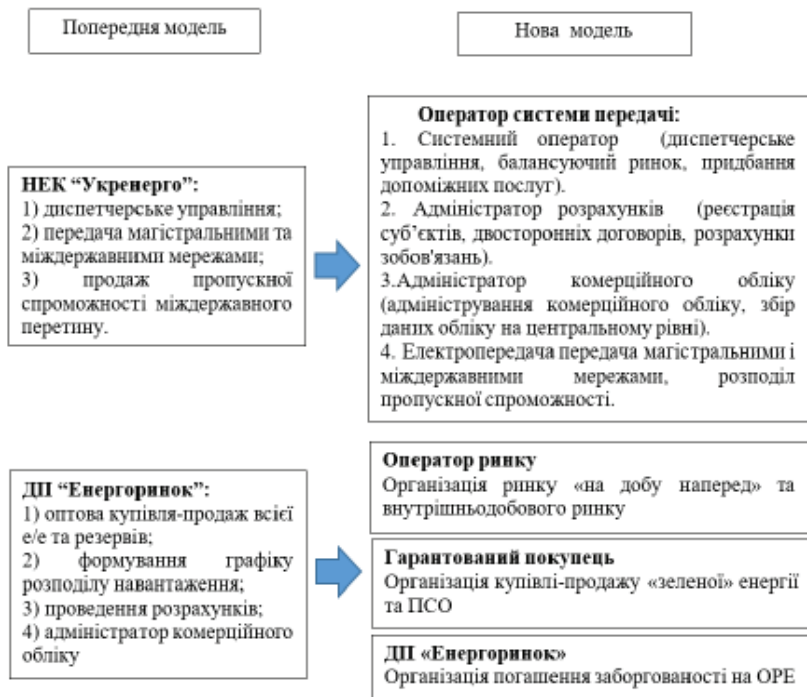 Попередня модель
Нова модель
НЕК “Укренерго”:
1) диспетчерське управління;
2) передача магістральними та
міждержавними мережами;
3) продаж пропускної
спроможності міждержавного
перетину.
Оператор системи передачі:
1. Системний оператор (диспетчерське
управління, балансуючий ринок, придбання
допоміжних послуг).
2. Адміністратор розрахунків (реєстрація
суб’єктів, двосторонніх договорів, розрахунки
зобов'язань).
3.Адміністратор комерційного обліку
(адміністрування комерційного обліку, збір
даних обліку на центральному рівні).
4. Електропередача передача магістральними і
міждержавними мережами, розподіл
пропускної спроможності.
ДП “Енергоринок”:
1) оптова купівля-продаж всієї
е/е та резервів;
2) формування графіку
розподілу навантаження;
3) проведення розрахунків;
4) адміністратор комерційного
обліку
Оператор ринку
Організація ринку «на добу наперед» та
внутрішньодобового ринку
Гарантований покупець
Організація купівлі-продажу «зеленої» енергії
та ПСО
ДП «Енергоринок»
Організація погашення заборгованості на ОРЕ